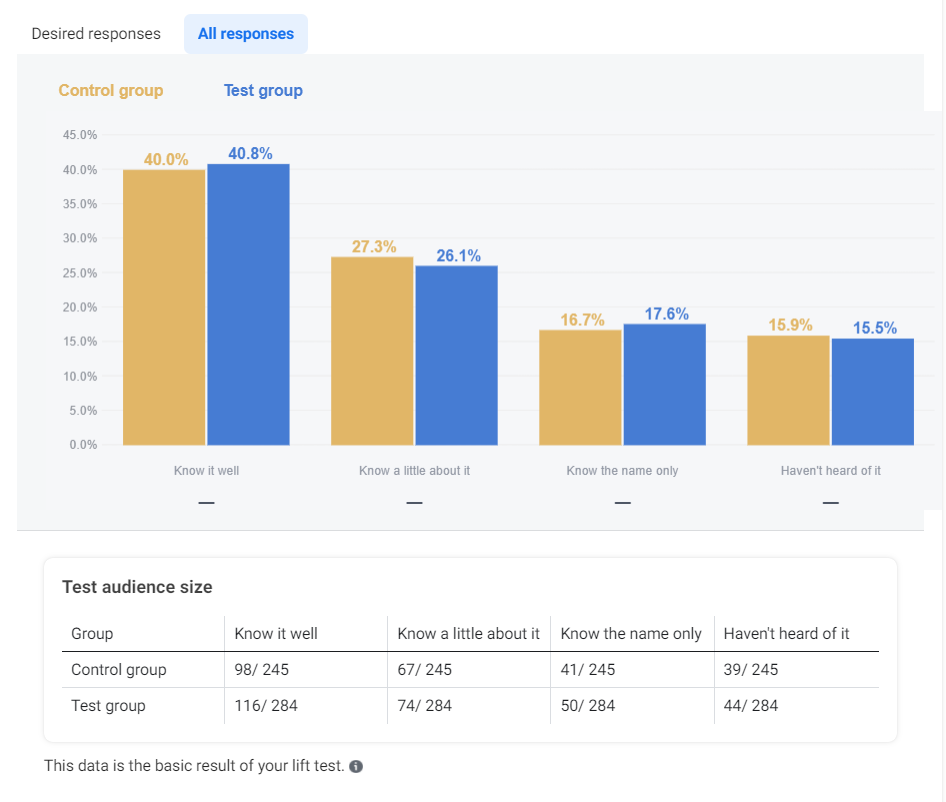 Desired responses All responses
Control group Test group
45.0%
40.0%
35.0%
30.0%
25.0%
20.0%
15.0%
10.0%
5.0%
0.0%
40.0% 40.8%
27.3% 26.1%
16.7% 17.6%
15.9% 15.5%
Know it well Know a little about it Know the name only Haven't heard of it
— — — —
Test audience size
Group Know it well Know a little about it Know the name only Haven't heard of it
Control group 98/ 245 67/ 245 41/ 245 39/ 245
Test group 116/ 284 74/ 284 50/ 284 44/ 284
This data is the basic result of your lift test.